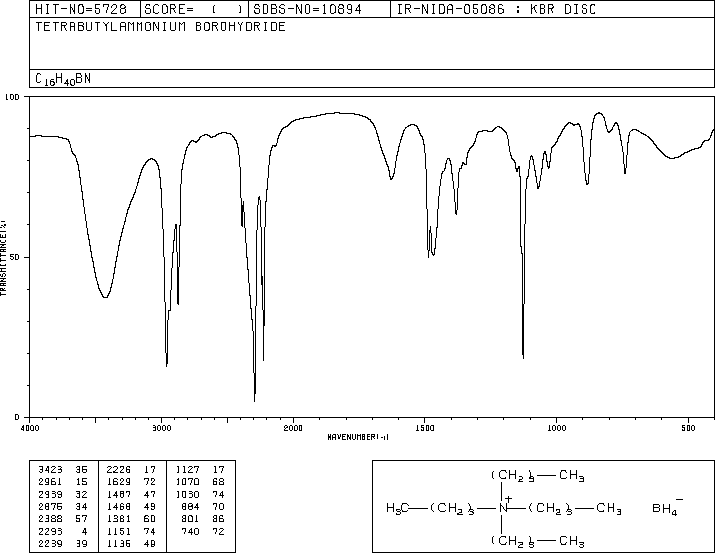 HIT-NO=5728 SCORE= ( ) SDBS-NO=10894 IR-NIDA-05086 : KBR DISC
TETRABUTYLAMMONIUM BOROHYDRIDE
C16H40BN
100
50
0
TRANSMITTANCE(%)
4000 3000 2000 1500 1000 500
WAVENUMBER(-1)
3423 36 2226 17 1127 17
2961 15 1629 72 1070 68
2939 32 1487 47 1030 74
2875 34 1468 49 884 70
2388 57 1381 60 801 86
2293 4 1151 74 740 72
2239 39 1136 49
(CH2)3 CH3
H3C (CH2)3 N+ (CH2)3 CH3 BH4−
(CH2)3 CH3